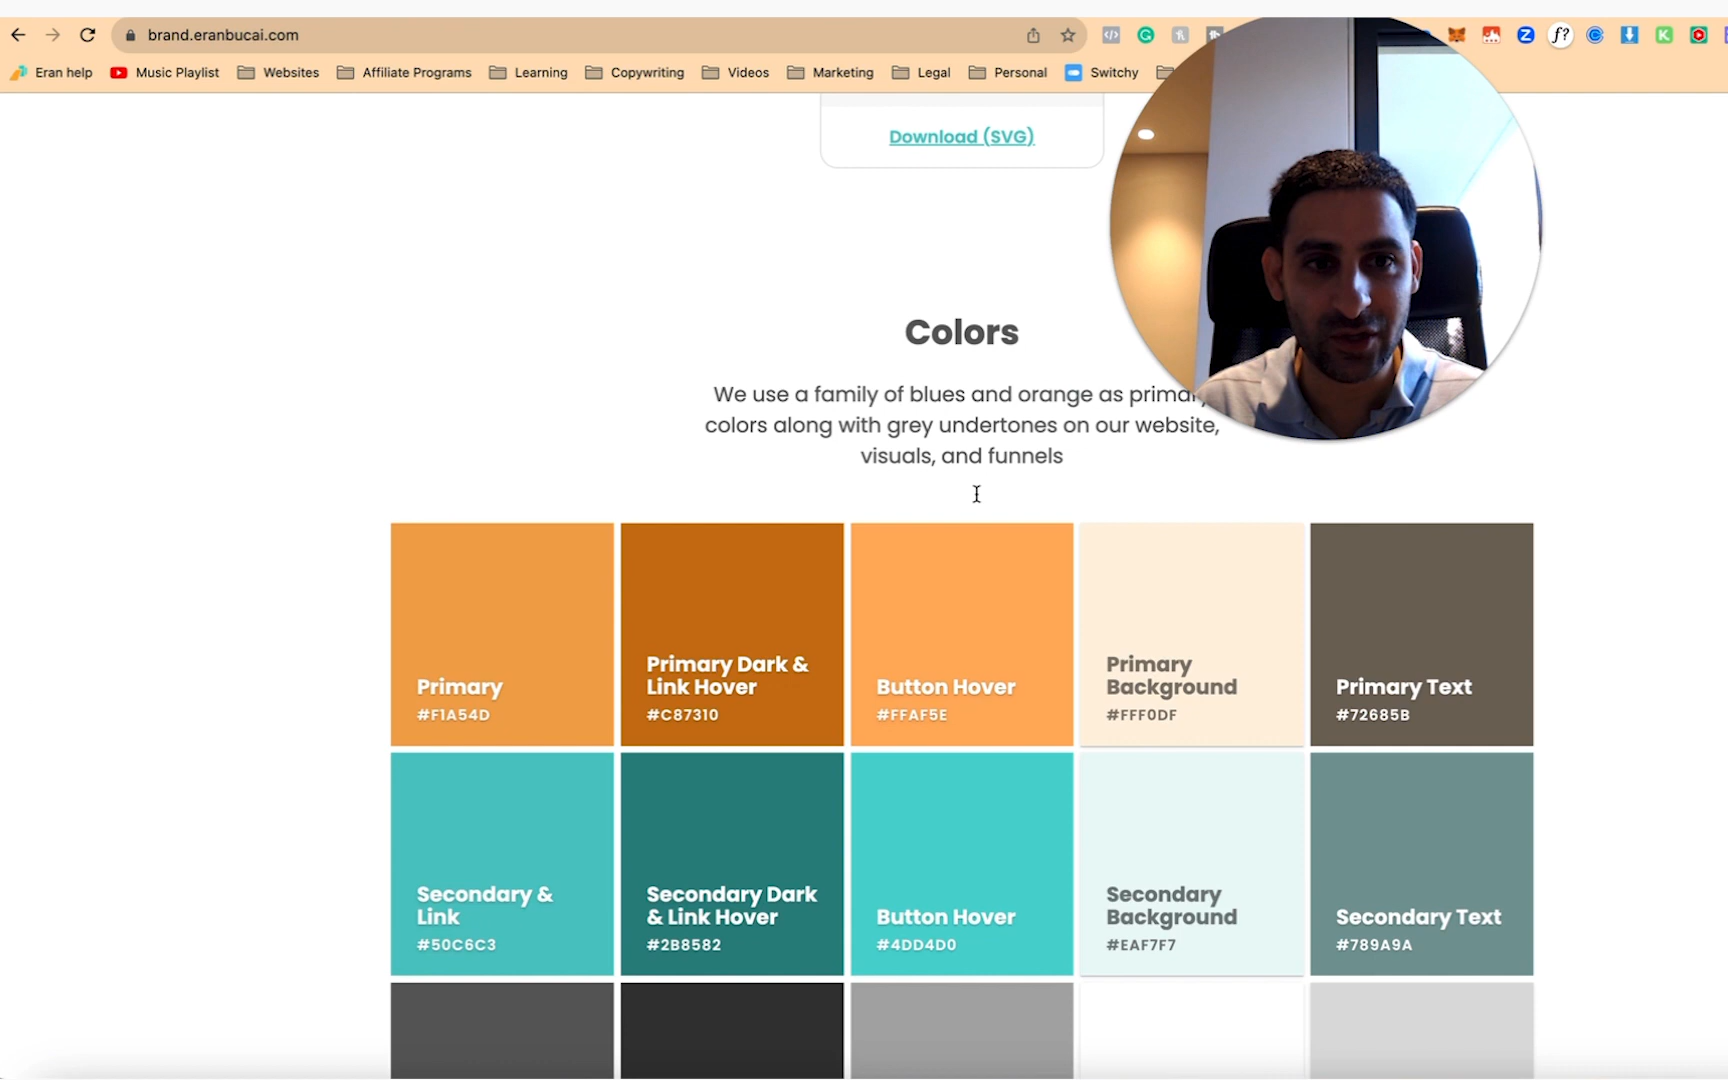 brand.eranbucai.com
Eran help Music Playlist Websites Affiliate Programs Learning Copywriting Videos Marketing Legal Personal Switchy
Download (SVG)
Colors
We use a family of blues and orange as primary
colors along with grey undertones on our website,
visuals, and funnels
Primary
#F1A54D
Primary Dark &
Link Hover
#C87310
Button Hover
#FFAF5E
Primary
Background
#FFF0DF
Primary Text
#72685B
Secondary &
Link
#50C6C3
Secondary Dark
& Link Hover
#2B8582
Button Hover
#4DD4D0
Secondary
Background
#EAF7F7
Secondary Text
#789A9A